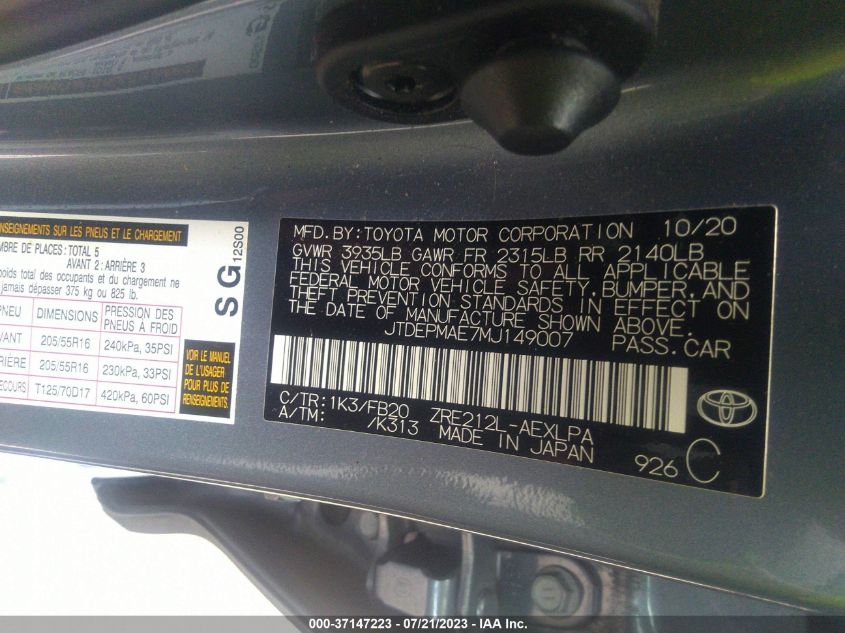 NSEIGNEMENTS SUR LES PNEUS ET LE CHARGEMENT
MBRE DE PLACES: TOTAL 5
AVANT 2: ARRIÈRE 3
poids total des occupants et du chargement ne
jamais dépasser 375 kg ou 825 lb.
PNEU DIMENSIONS PRESSION DES PNEUS À FROID
VANT 205/55R16 240kPa, 35PSI
RIÈRE 205/55R16 230kPa, 33PSI
ECOURS T125/70D17 420kPa, 60PSI
VOIR LE MANUEL
DE L'USAGER
POUR PLUS DE
RENSEIGNEMENTS
SG
12S00
MFD.BY:TOYOTA MOTOR CORPORATION 10/20
GVWR 3935LB GAWR FR 2315LB RR 2140LB
THIS VEHICLE CONFORMS TO ALL APPLICABLE
FEDERAL MOTOR VEHICLE SAFETY, BUMPER, AND
THEFT PREVENTION STANDARDS IN EFFECT ON
THE DATE OF MANUFACTURE SHOWN ABOVE.
JTDEPMAE7MJ149007 PASS.CAR
C/TR:1K3/FB20 ZRE212L-AEXLPA
A/TM: /K313 MADE IN JAPAN
926 C
000-37147223 - 07/21/2023 - IAA Inc.